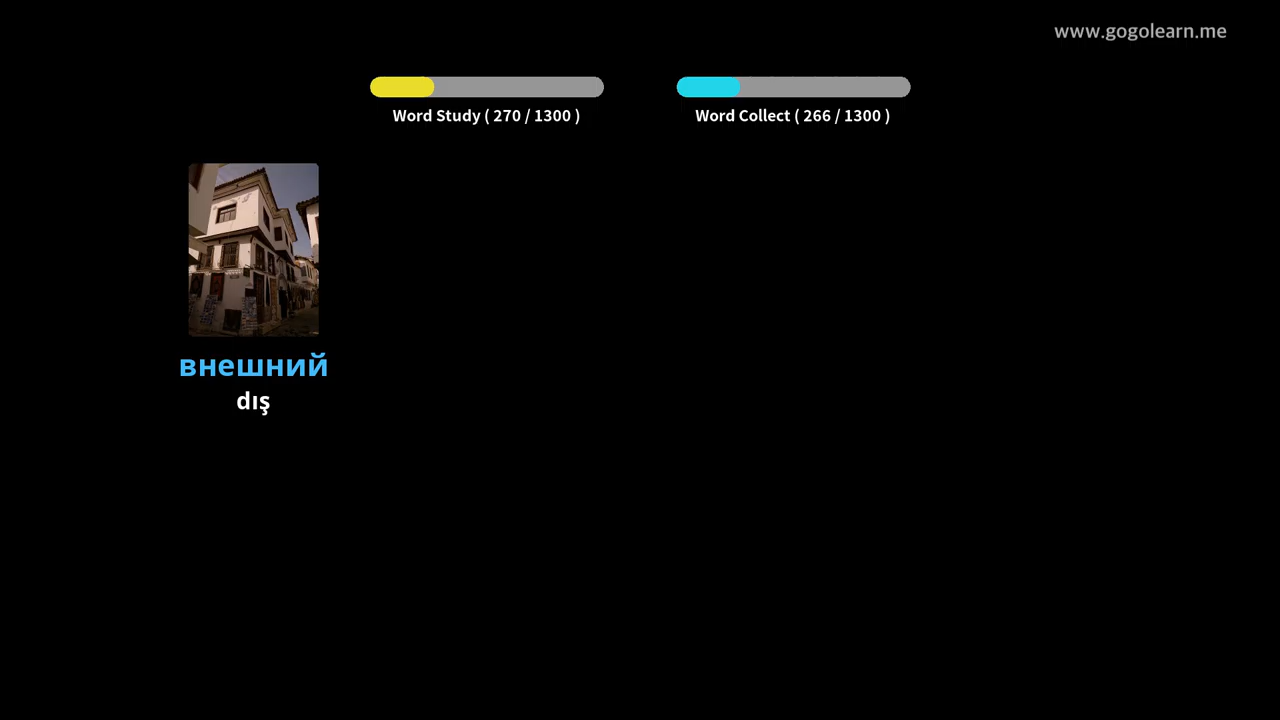 www.gogolearn.me
Word Study ( 270 / 1300 )
Word Collect ( 266 / 1300 )
внешний
dış